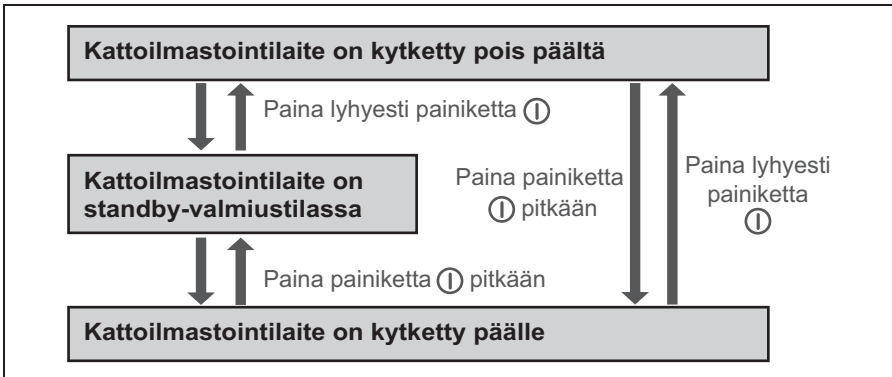 Kattoilmastointilaite on kytketty pois päältä
Paina lyhyesti painiketta
Kattoilmastointilaite on
standby-valmiustilassa
Paina painiketta
pitkään
Paina lyhyesti
painiketta
Paina painiketta pitkään
Kattoilmastointilaite on kytketty päälle